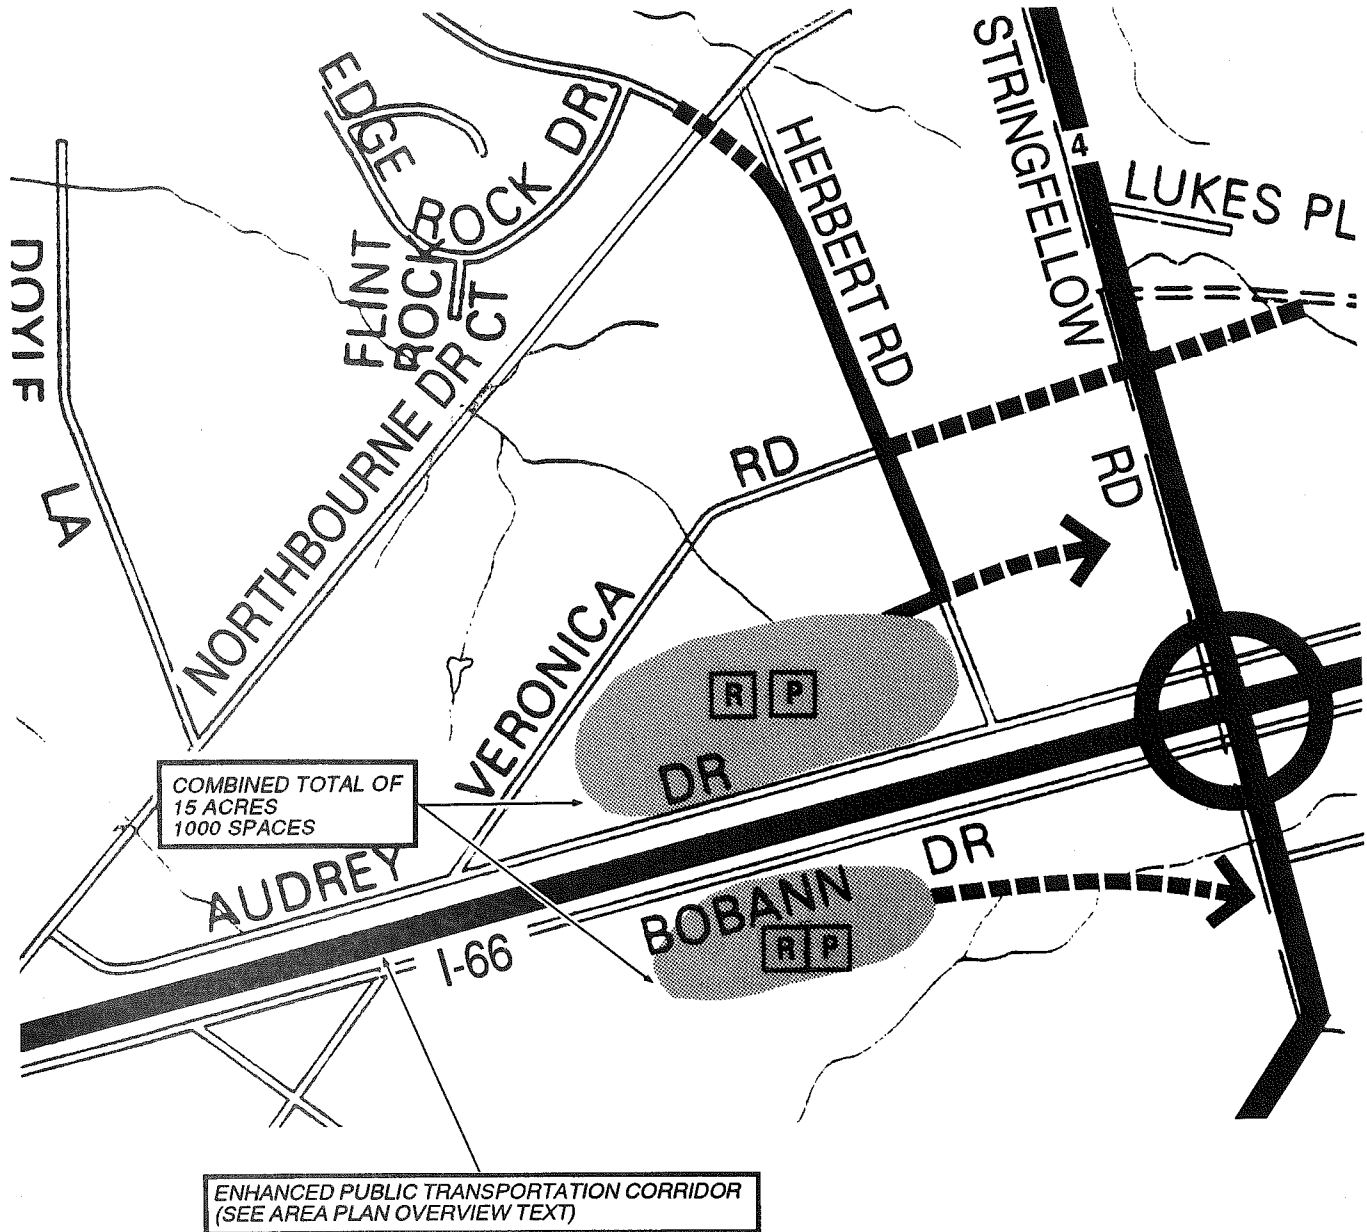 EDGE
ROCK DR
FLINT
ROCK
CT
NORTHBOURNE DR
HERBERT RD
STRINGFELLOW
RD
4
LUKES PL
LA
VERONICA
RD
R P
DR
COMBINED TOTAL OF
15 ACRES
1000 SPACES
AUDREY
I-66
BOBANN
DR
R P
ENHANCED PUBLIC TRANSPORTATION CORRIDOR
(SEE AREA PLAN OVERVIEW TEXT)